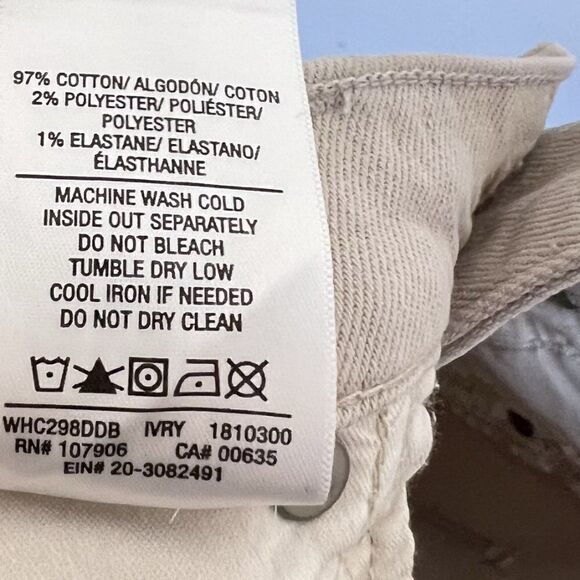 97% COTTON/ ALGODÓN/ COTON
2% POLYESTER/ POLIÉSTER/
POLYESTER
1% ELASTANE/ ELASTANO/
ÉLASTHANNE
MACHINE WASH COLD
INSIDE OUT SEPARATELY
DO NOT BLEACH
TUMBLE DRY LOW
COOL IRON IF NEEDED
DO NOT DRY CLEAN
WHC298DDB IVRY 1810300
RN# 107906 CA# 00635
EIN# 20-3082491